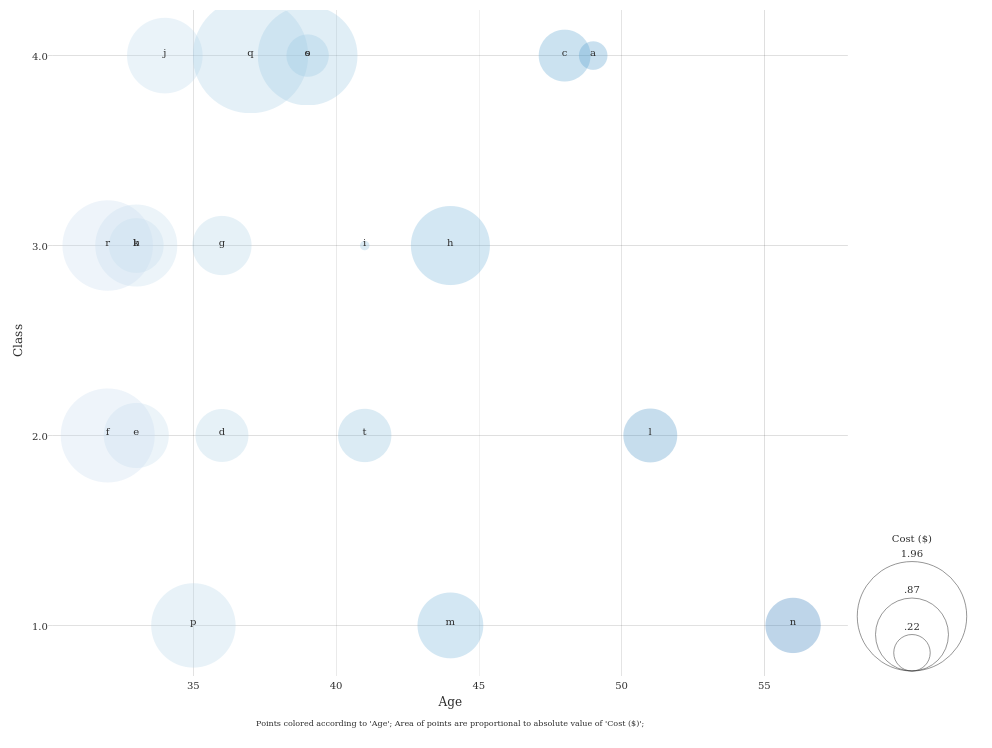 4.0
j
q
c
a
3.0
r
g
i
h
Class
2.0
f
e
d
t
l
Cost ($)
1.96
.87
.22
1.0
p
m
n
35
40
45
50
55
Age
Points colored according to 'Age'; Area of points are proportional to absolute value of 'Cost ($)';